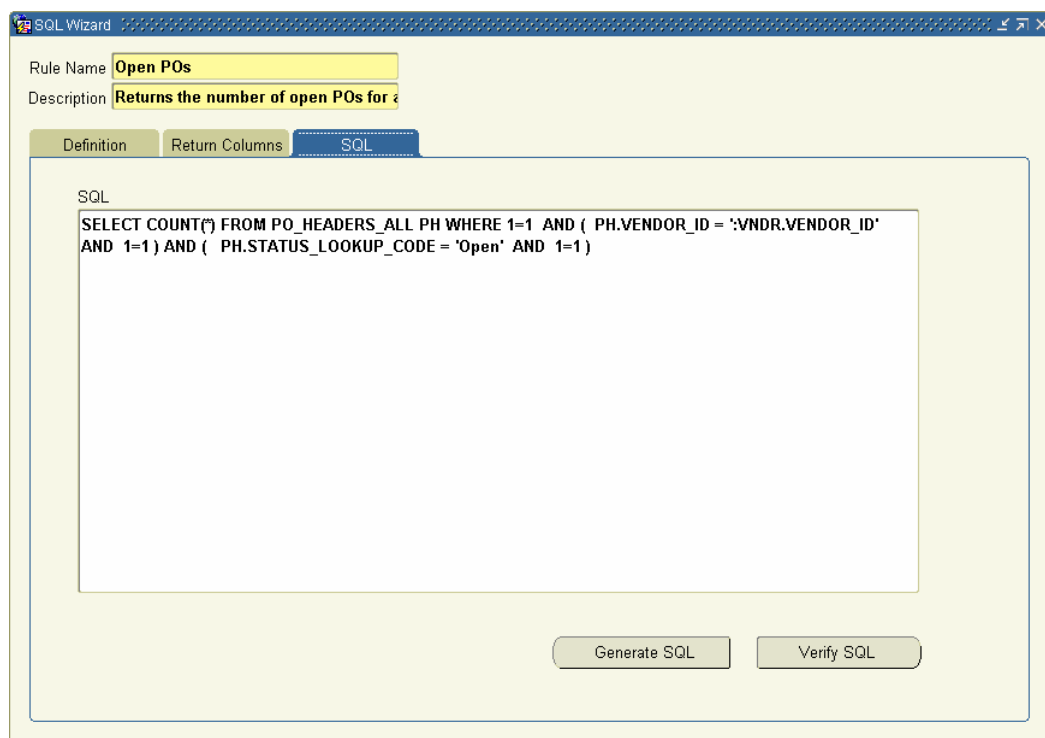 SQL Wizard
Rule Name Open POs
Description Returns the number of open POs for a
Definition Return Columns SQL
SQL
SELECT COUNT(*) FROM PO_HEADERS_ALL PH WHERE 1=1 AND ( PH.VENDOR_ID = ':VNDR.VENDOR_ID'
AND 1=1 ) AND ( PH.STATUS_LOOKUP_CODE = 'Open' AND 1=1 )
Generate SQL Verify SQL